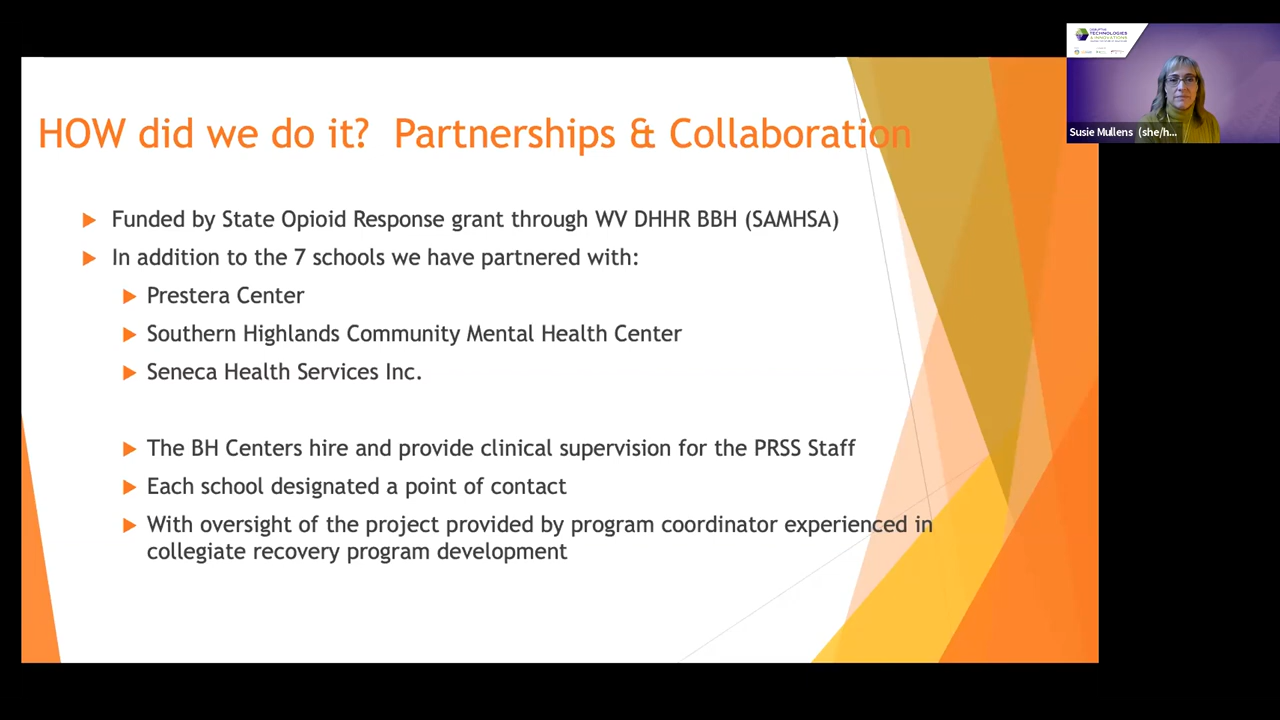 HOW did we do it? Partnerships & Collaboration
Funded by State Opioid Response grant through WV DHHR BBH (SAMHSA)
In addition to the 7 schools we have partnered with:
Prestera Center
Southern Highlands Community Mental Health Center
Seneca Health Services Inc.
The BH Centers hire and provide clinical supervision for the PRSS Staff
Each school designated a point of contact
With oversight of the project provided by program coordinator experienced in
collegiate recovery program development
TECHNOLOGIES
& INNOVATIONS
Susie Mullens (she/h...